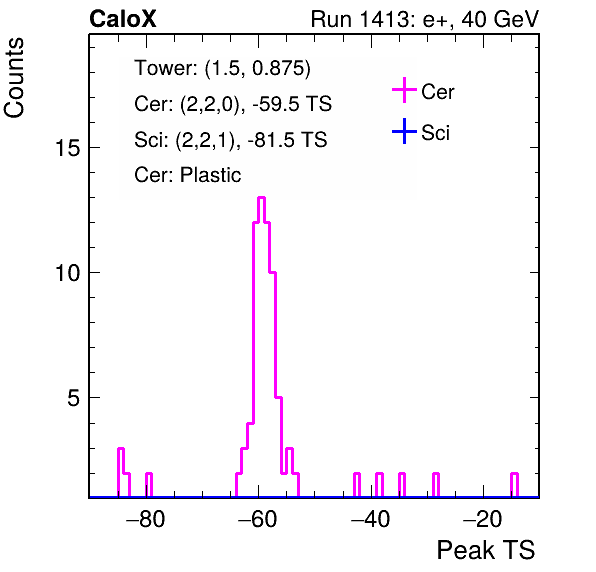 CaloX Run 1413: e+, 40 GeV
Counts
Tower: (1.5, 0.875)
Cer: (2,2,0), -59.5 TS
Sci: (2,2,1), -81.5 TS
Cer: Plastic
Cer
Sci
15
10
5
−80 −60 −40 −20
Peak TS